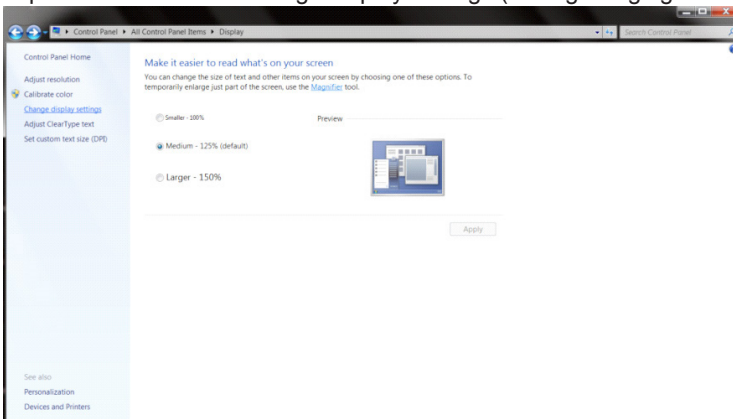 Control Panel ▸ All Control Panel Items ▸ Display
Search Control Panel
Control Panel Home
Adjust resolution
Calibrate color
Change display settings
Adjust ClearType text
Set custom text size (DPI)
Make it easier to read what's on your screen
You can change the size of text and other items on your screen by choosing one of these options. To
temporarily enlarge just part of the screen, use the Magnifier tool.
Smaller - 100%
Preview
Medium - 125% (default)
Larger - 150%
Apply
See also
Personalization
Devices and Printers